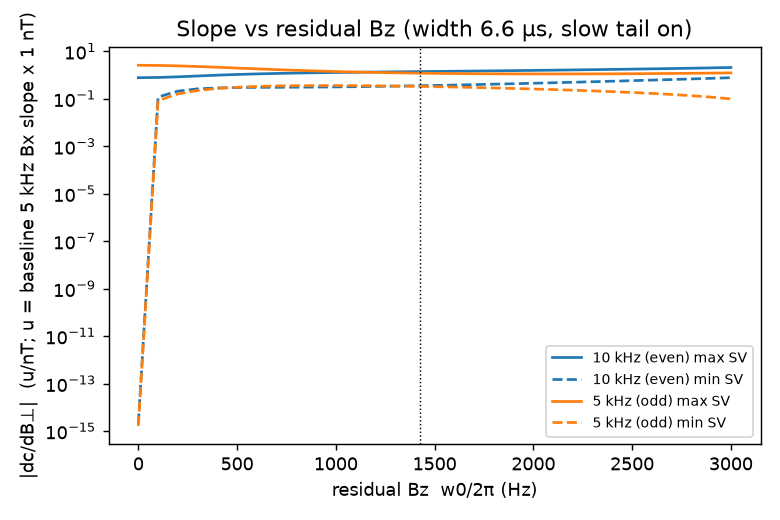 Slope vs residual Bz (width 6.6 µs, slow tail on)
|dc/dB⊥| (u/nT; u = baseline 5 kHz Bx slope x 1 nT)
10¹
10⁻¹
10⁻³
10⁻⁵
10⁻⁷
10⁻⁹
10⁻¹¹
10⁻¹³
10⁻¹⁵
10 kHz (even) max SV
10 kHz (even) min SV
5 kHz (odd) max SV
5 kHz (odd) min SV
0 500 1000 1500 2000 2500 3000
residual Bz w0/2π (Hz)